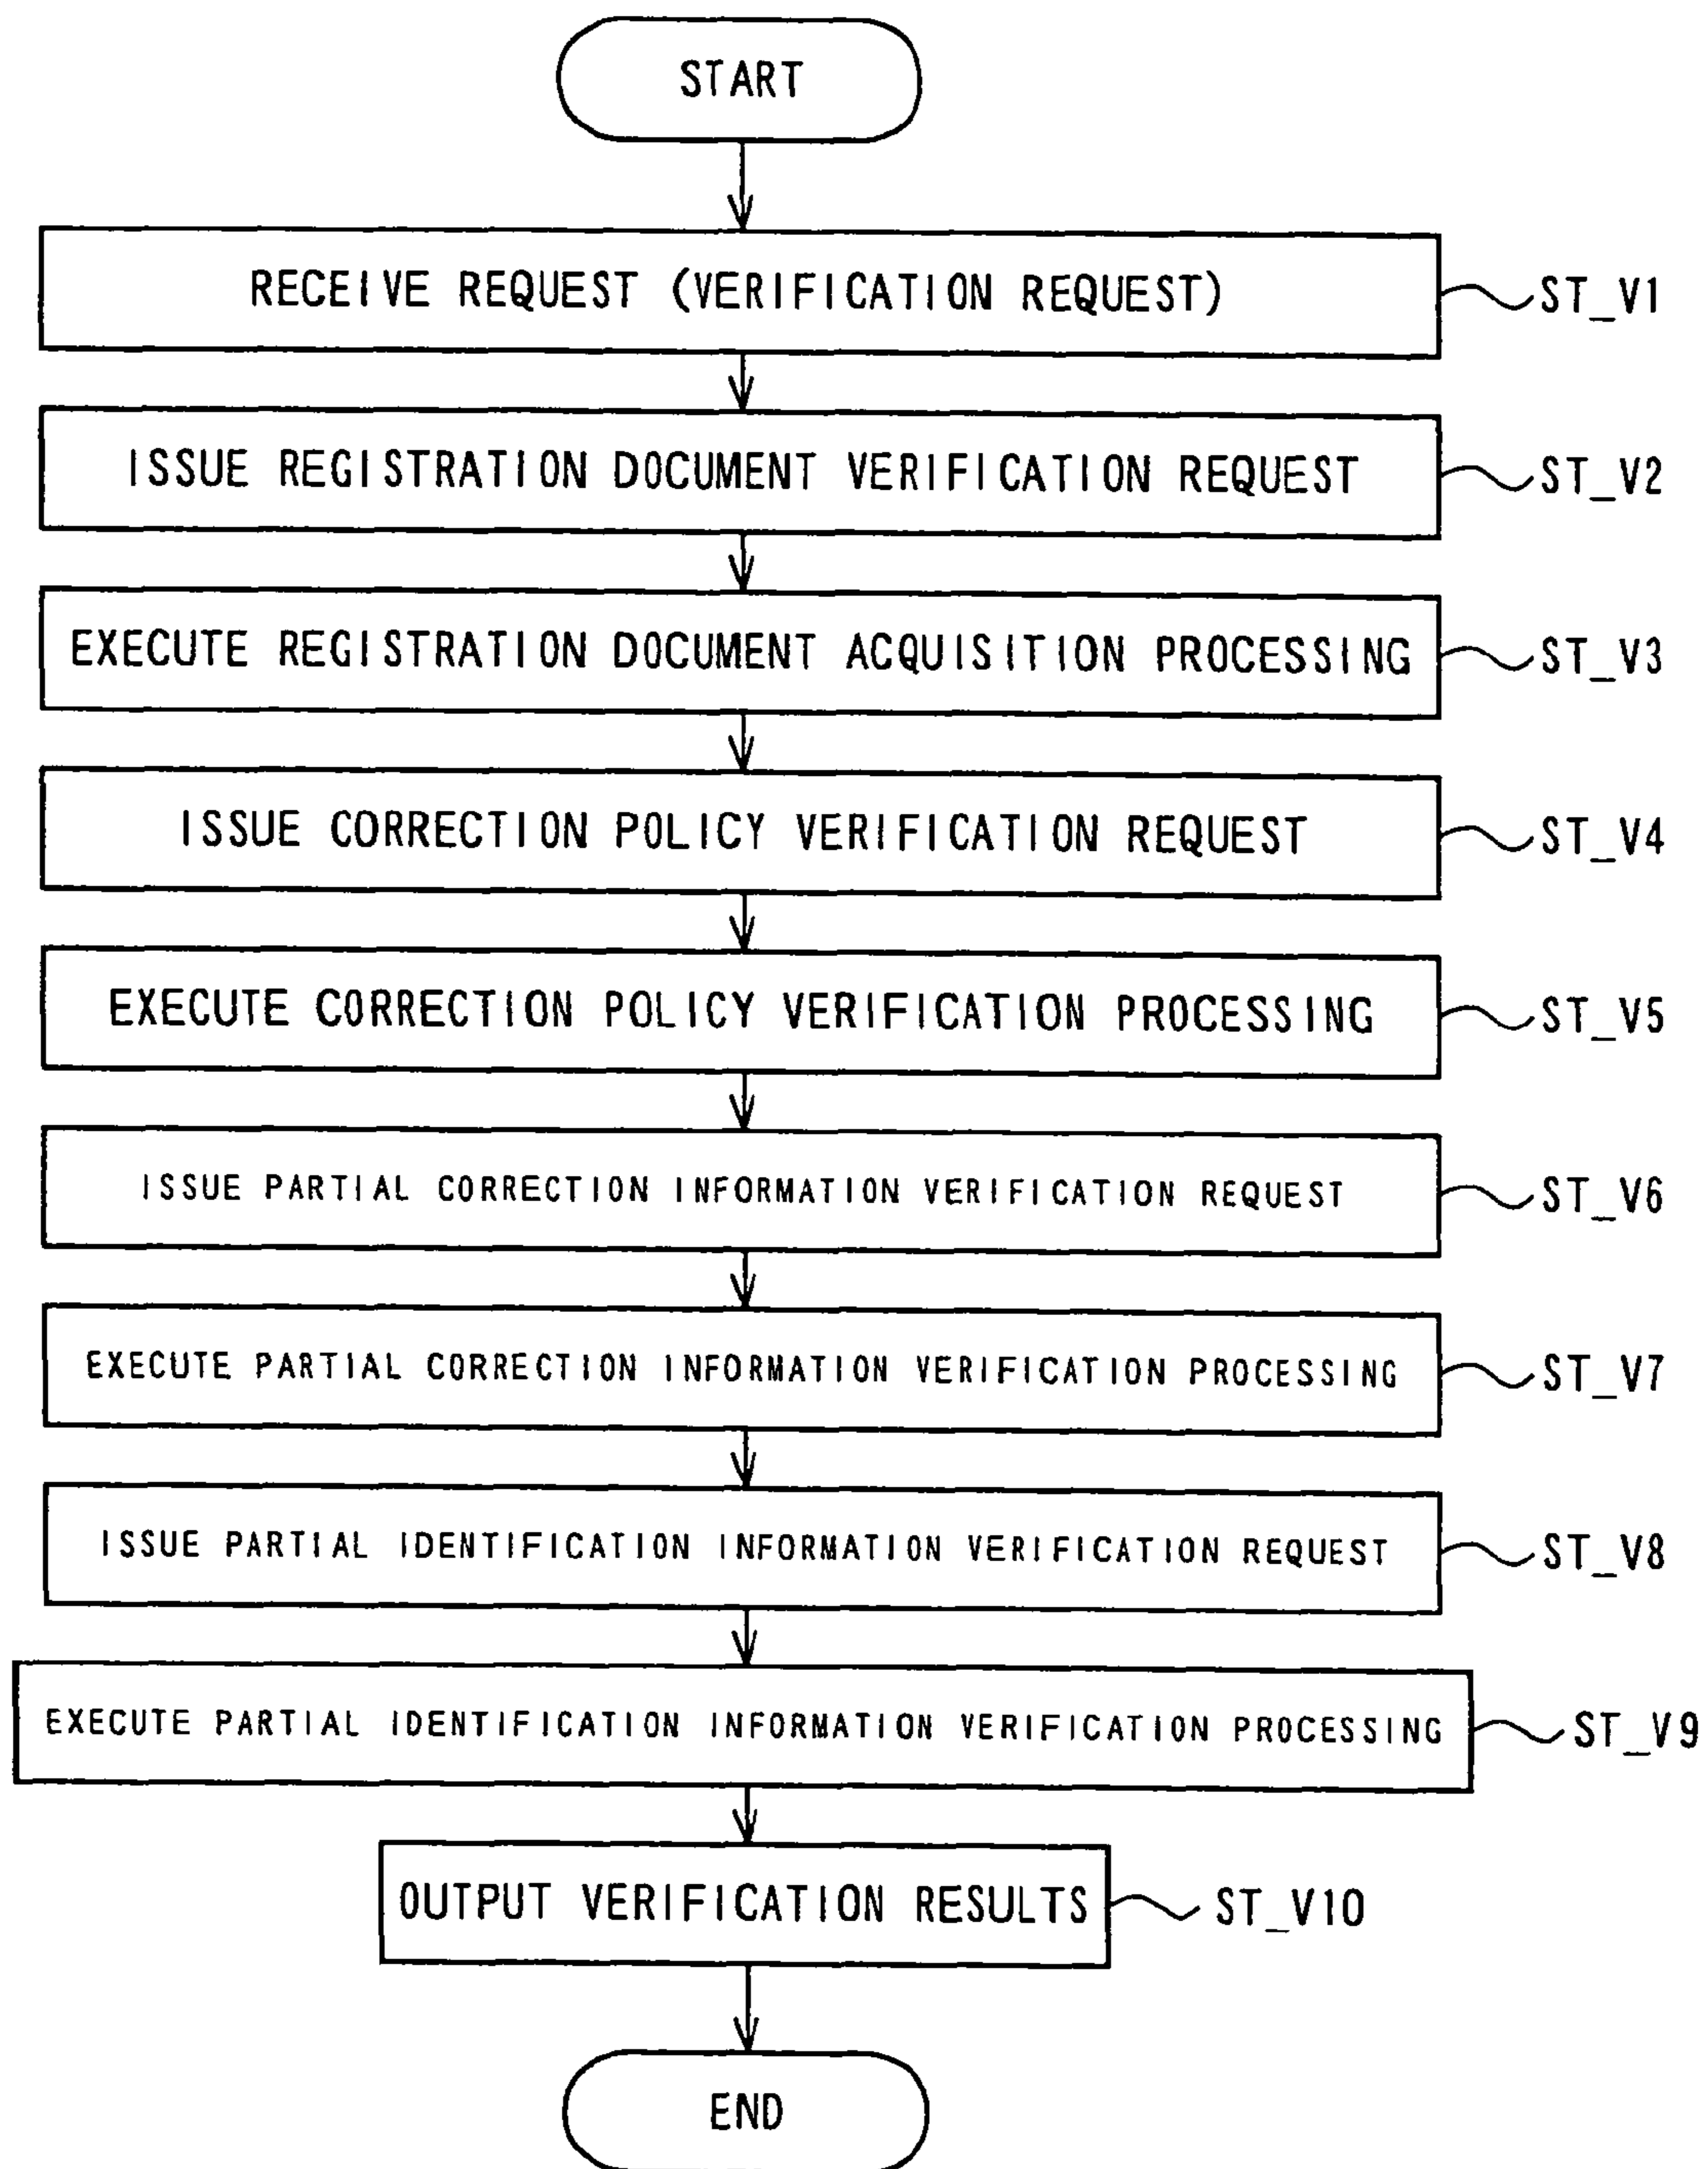 START
RECEIVE REQUEST (VERIFICATION REQUEST) ST_V1
ISSUE REGISTRATION DOCUMENT VERIFICATION REQUEST ST_V2
EXECUTE REGISTRATION DOCUMENT ACQUISITION PROCESSING ST_V3
ISSUE CORRECTION POLICY VERIFICATION REQUEST ST_V4
EXECUTE CORRECTION POLICY VERIFICATION PROCESSING ST_V5
ISSUE PARTIAL CORRECTION INFORMATION VERIFICATION REQUEST ST_V6
EXECUTE PARTIAL CORRECTION INFORMATION VERIFICATION PROCESSING ST_V7
ISSUE PARTIAL IDENTIFICATION INFORMATION VERIFICATION REQUEST ST_V8
EXECUTE PARTIAL IDENTIFICATION INFORMATION VERIFICATION PROCESSING ST_V9
OUTPUT VERIFICATION RESULTS ST_V10
END